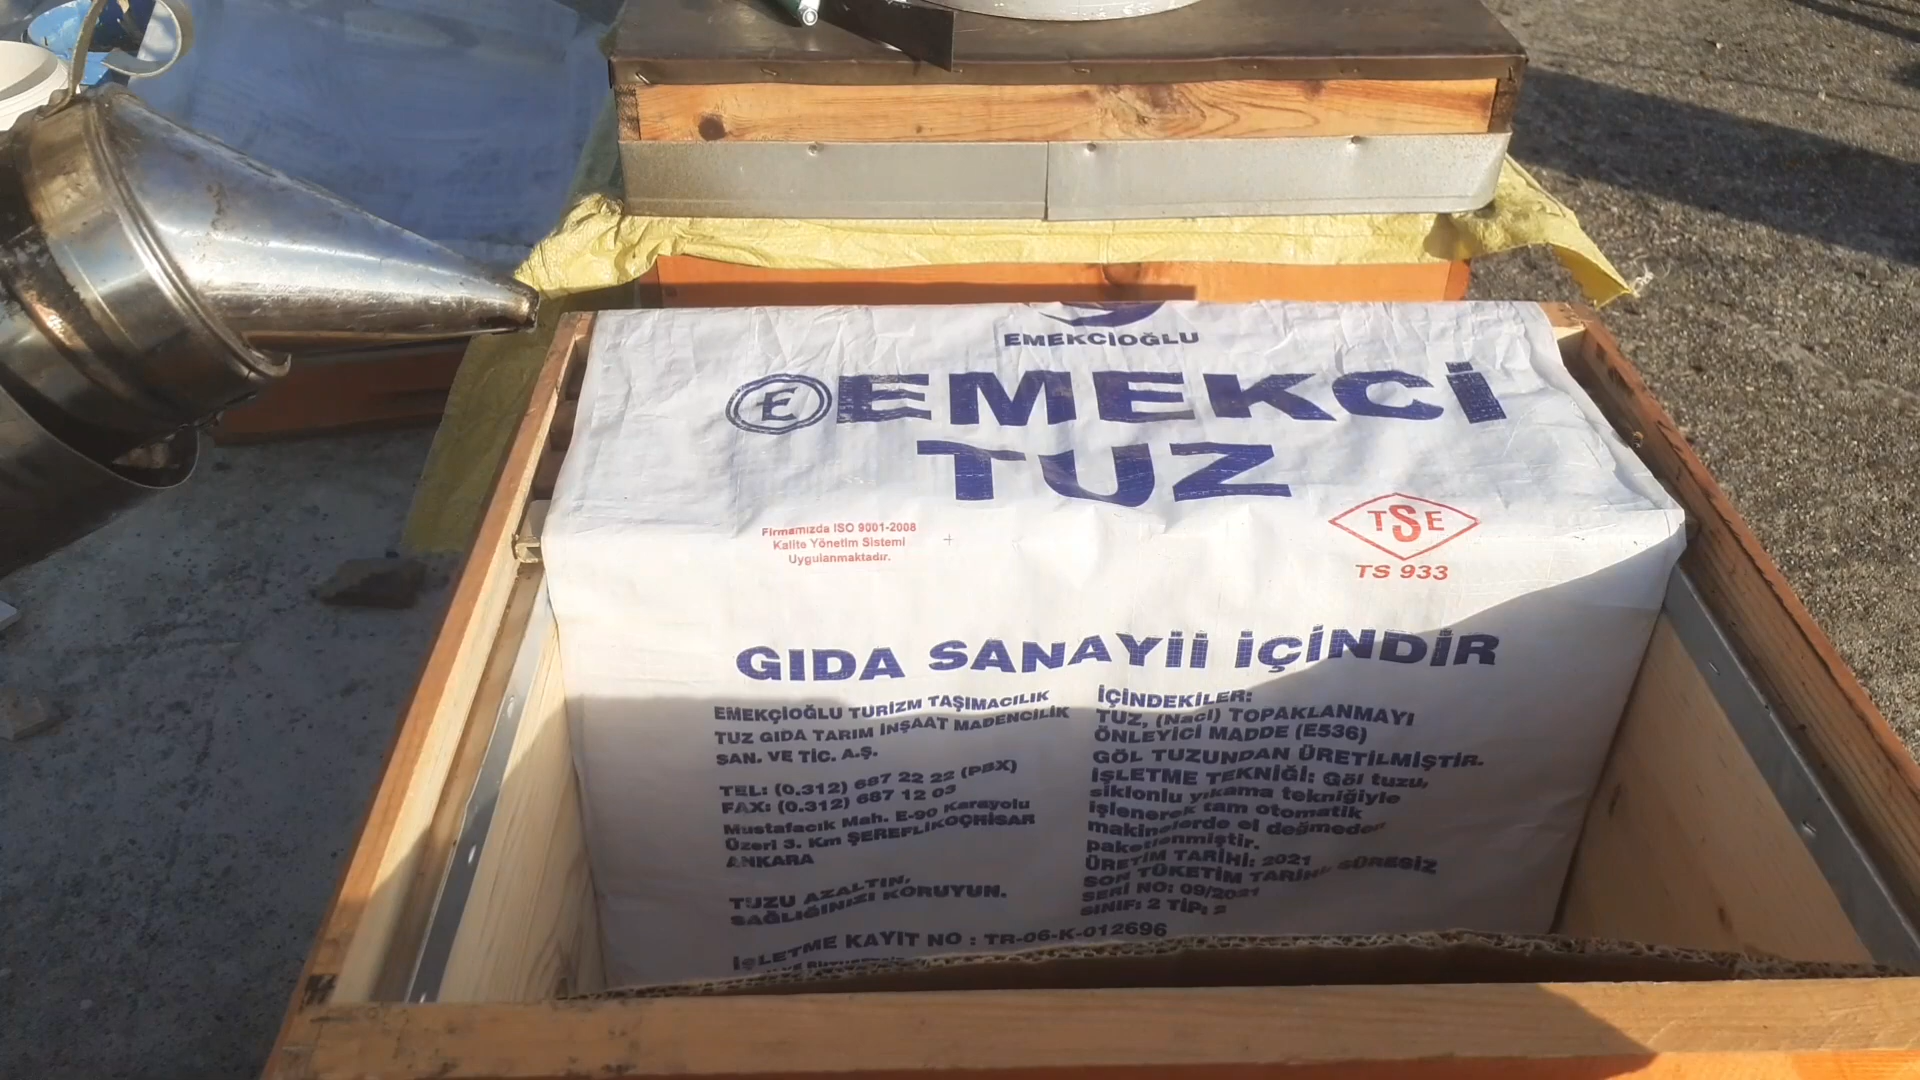 EMEKCİOĞLU
E EMEKCİ
TUZ
Firmamızda ISO 9001-2008
Kalite Yönetim Sistemi
Uygulanmaktadır.
TSE
TS 933
GIDA SANAYİİ İÇİNDİR
EMEKÇİOĞLU TURİZM TAŞIMACILIK
TUZ GIDA TARIM İNŞAAT MADENCİLİK
SAN. VE TİC. A.Ş.
TEL: (0.312) 687 22 22 (PBX)
FAX: (0.312) 687 12 03
Mustafacık Mah. E-90 Karayolu
Üzeri 3. Km ŞEREFLİKOÇHİSAR
ANKARA
TUZU AZALTIN,
SAĞLIĞINIZI KORUYUN.
İÇİNDEKİLER:
TUZ, (Nacl) TOPAKLANMAYI
ÖNLEYİCİ MADDE (E536)
GÖL TUZUNDAN ÜRETİLMİŞTİR.
İŞLETME TEKNİĞİ: Göl tuzu,
siklonlu yıkama tekniğiyle
işlenerek tam otomatik
makinelerde el değmeden
paketlenmiştir.
ÜRETİM TARİHİ: 2021
SON TÜKETİM TARİHİ: SÜRESİZ
SERİ NO: 09/2021
SINIF: 2 TİP: 2
İŞLETME KAYIT NO : TR-06-K-012696